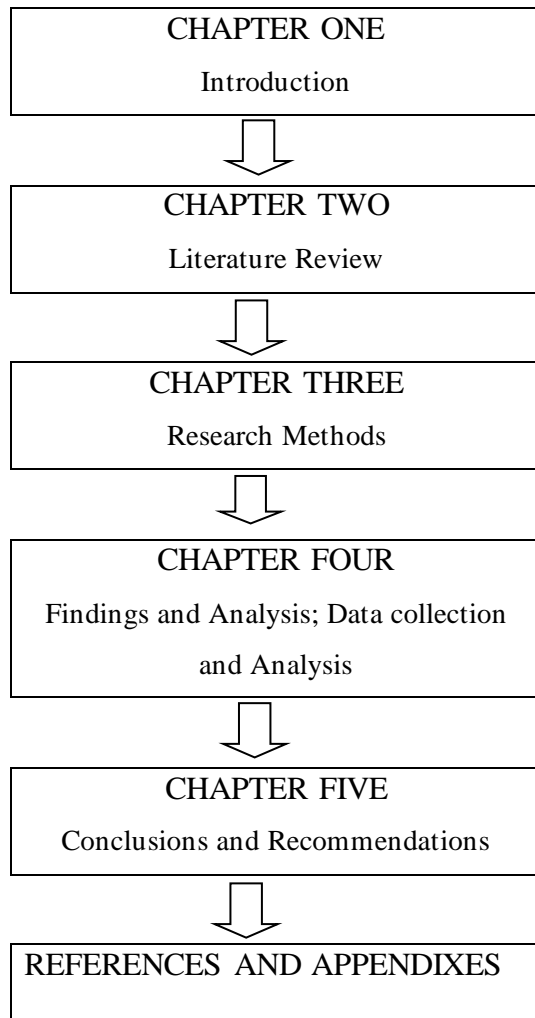 CHAPTER ONE
Introduction
CHAPTER TWO
Literature Review
CHAPTER THREE
Research Methods
CHAPTER FOUR
Findings and Analysis; Data collection
and Analysis
CHAPTER FIVE
Conclusions and Recommendations
REFERENCES AND APPENDIXES